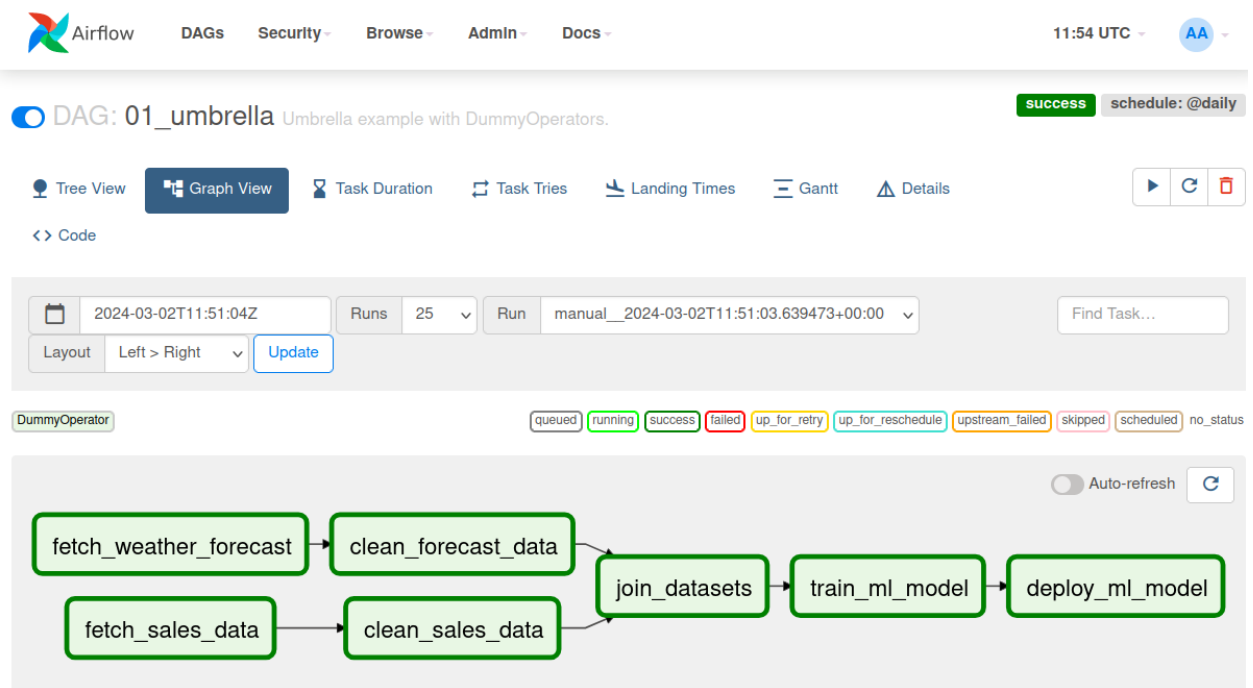 Airflow DAGs Security Browse Admin Docs 11:54 UTC AA
success schedule: @daily
DAG: 01_umbrella Umbrella example with DummyOperators.
Tree View Graph View Task Duration Task Tries Landing Times Gantt Details
<> Code
2024-03-02T11:51:04Z Runs 25 Run manual__2024-03-02T11:51:03.639473+00:00 Find Task...
Layout Left > Right Update
DummyOperator queued running success failed up_for_retry up_for_reschedule upstream_failed skipped scheduled no_status
Auto-refresh
fetch_weather_forecast clean_forecast_data
join_datasets train_ml_model deploy_ml_model
fetch_sales_data clean_sales_data